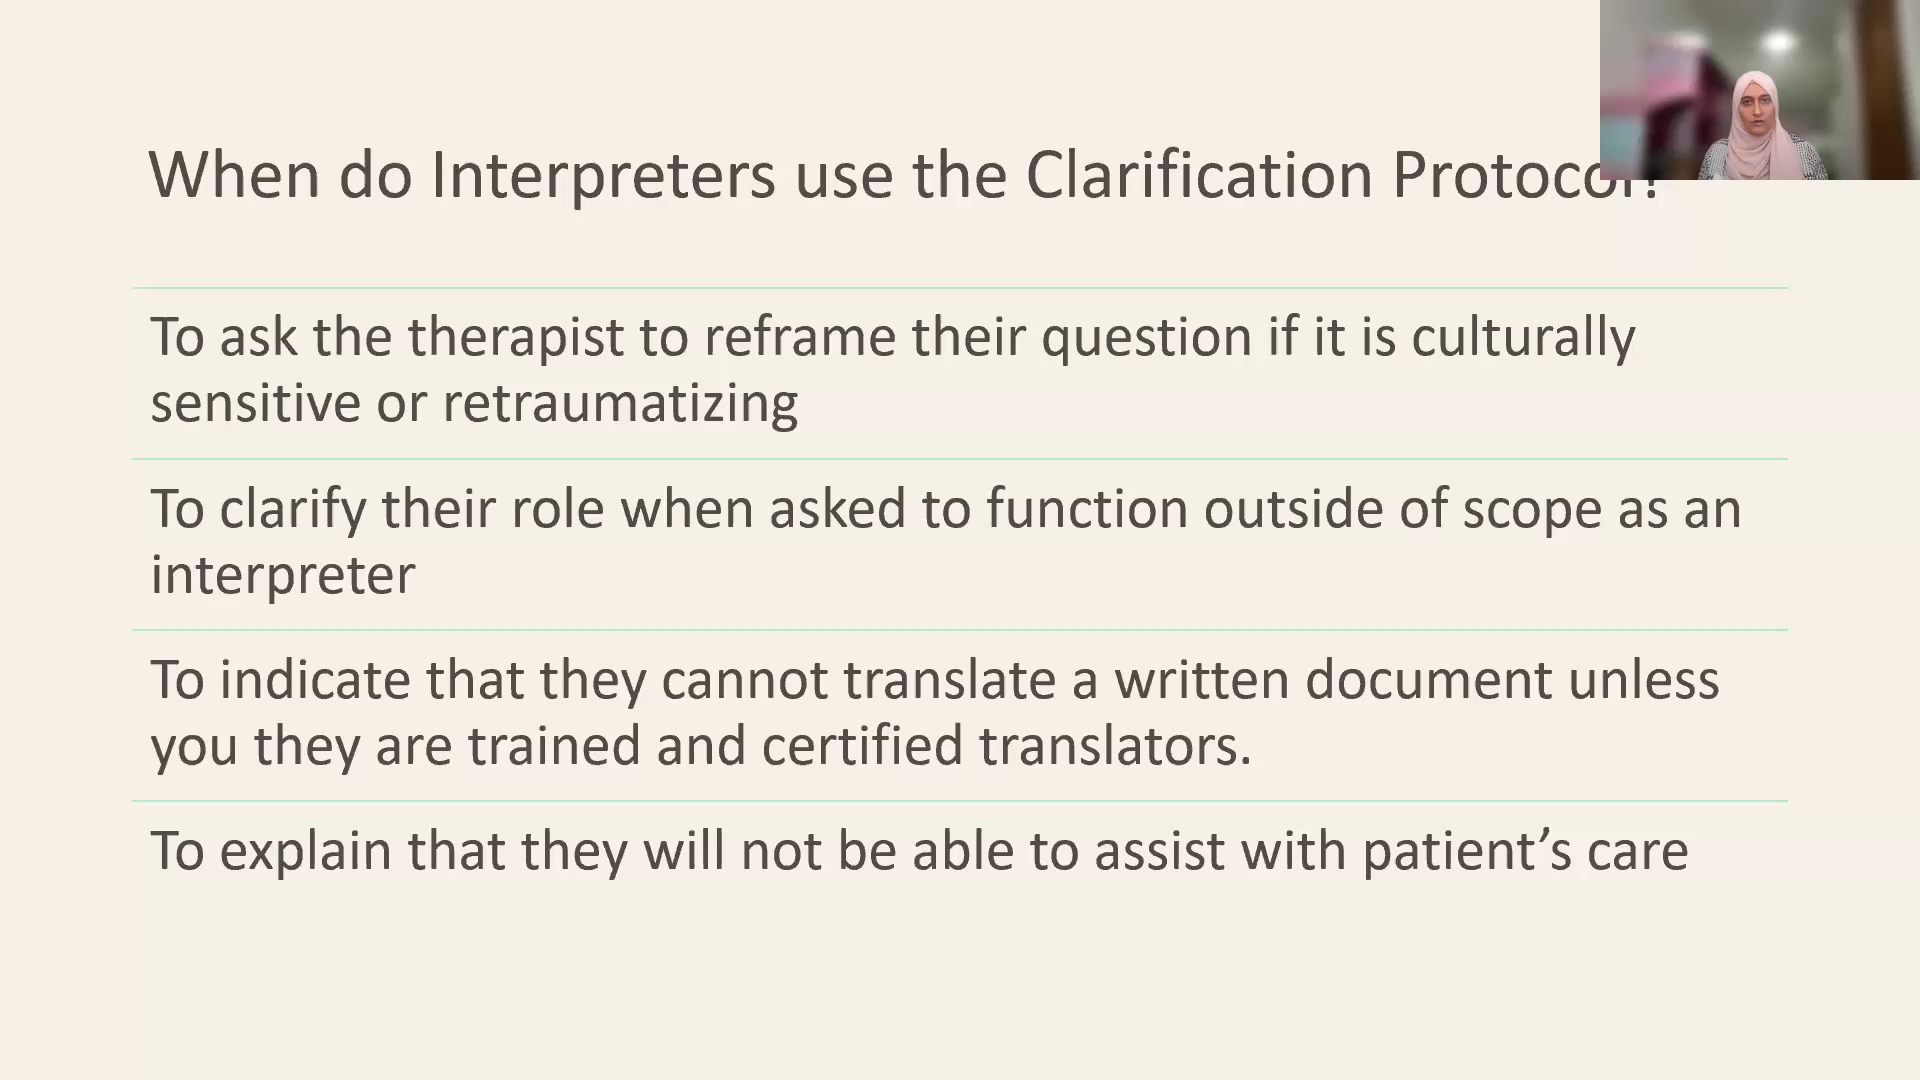 When do Interpreters use the Clarification Protocol?
To ask the therapist to reframe their question if it is culturally
sensitive or retraumatizing
To clarify their role when asked to function outside of scope as an
interpreter
To indicate that they cannot translate a written document unless
you they are trained and certified translators.
To explain that they will not be able to assist with patient’s care